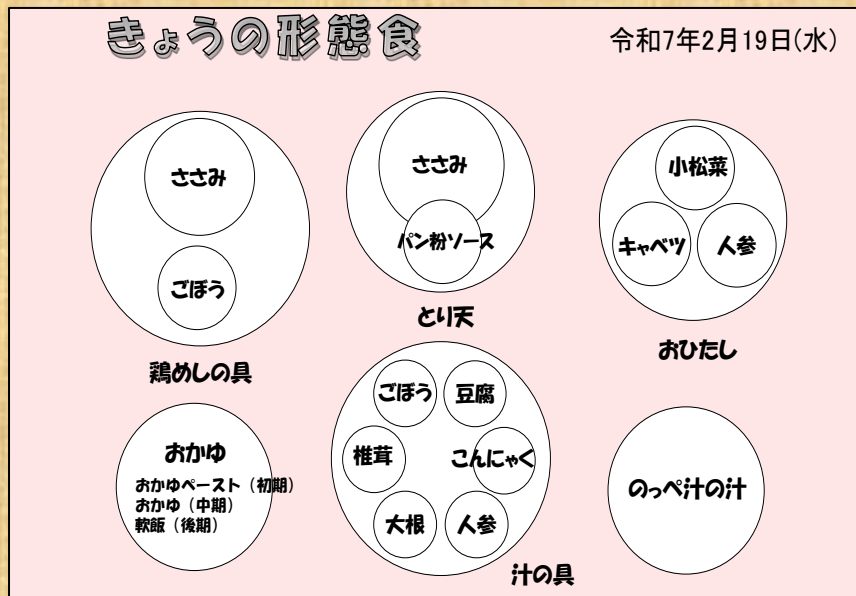 きょうの形態食
令和7年2月19日(水)
ささみ
ごぼう
鶏めしの具
ささみ
パン粉ソース
とり天
小松菜
キャベツ
人参
おひたし
おかゆ
おかゆペースト（初期）
おかゆ（中期）
軟飯（後期）
ごぼう
豆腐
椎茸
こんにゃく
大根
人参
汁の具
のっぺ汁の汁